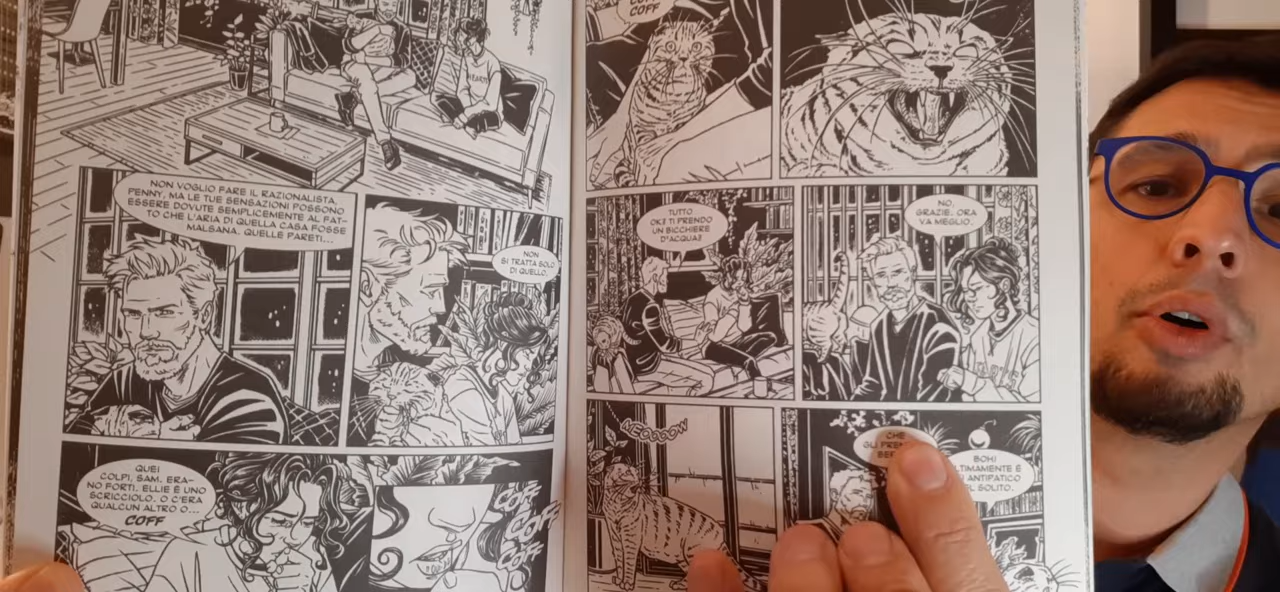 NON VOGLIO FARE IL RAZIONALISTA,
PENNY, MA LE TUE SENSAZIONI POSSONO
ESSERE DOVUTE SEMPLICEMENTE AL FAT-
TO CHE L'ARIA DI QUELLA CASA FOSSE
MALSANA. QUELLE PARETI...
NON
SI TRATTA SOLO
DI QUELLO.
QUEI
COLPI, SAM. ERA-
NO FORTI. ELLIE È UNO
SCRICCIOLO. O C'ERA
QUALCUN ALTRO O...
COFF
COFF
COFF
COFF
COFF
TUTTO
OK? TI PRENDO
UN BICCHIERE
D'ACQUA?
NO,
GRAZIE. ORA
VA MEGLIO.
MEOOOOW
CHE
GLI
BOH!
È
ANTIPATICO
SOLITO.